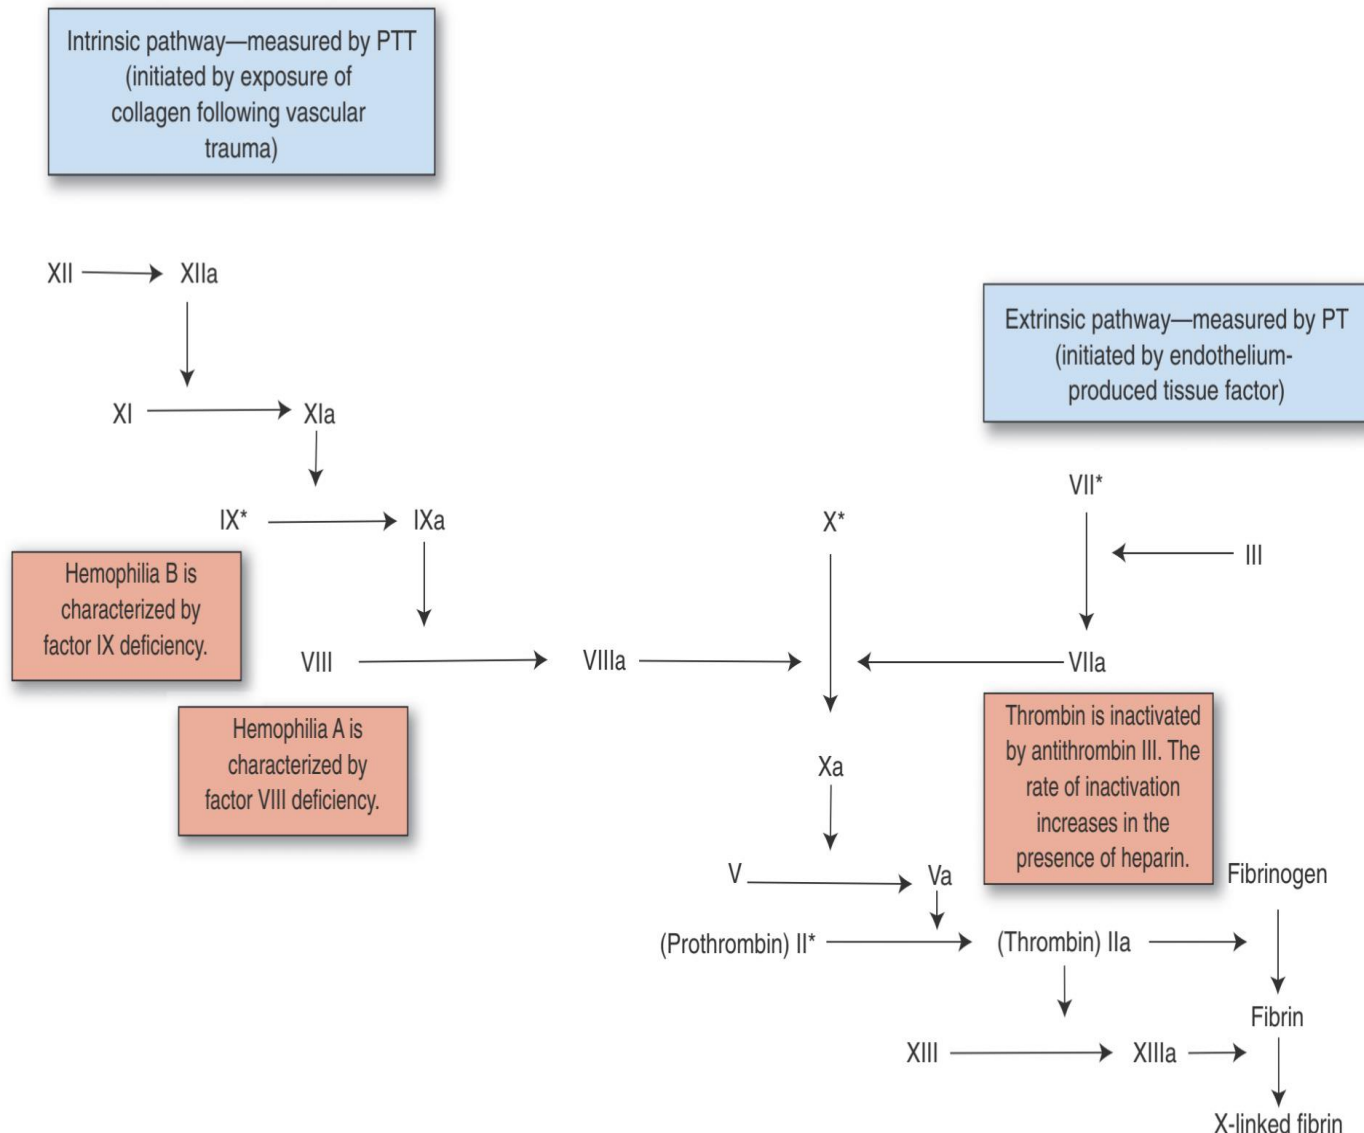 Intrinsic pathway—measured by PTT
(initiated by exposure of
collagen following vascular
trauma)
XII
XIIa
Extrinsic pathway—measured by PT
(initiated by endothelium-
produced tissue factor)
XI
XIa
VII*
IX*
IXa
X*
III
Hemophilia B is
characterized by
factor IX deficiency.
VIII
VIIIa
VIIa
Hemophilia A is
characterized by
factor VIII deficiency.
Thrombin is inactivated
by antithrombin III. The
rate of inactivation
increases in the
presence of heparin.
Xa
V
Va
Fibrinogen
(Prothrombin) II*
(Thrombin) IIa
Fibrin
XIII
XIIIa
X-linked fibrin